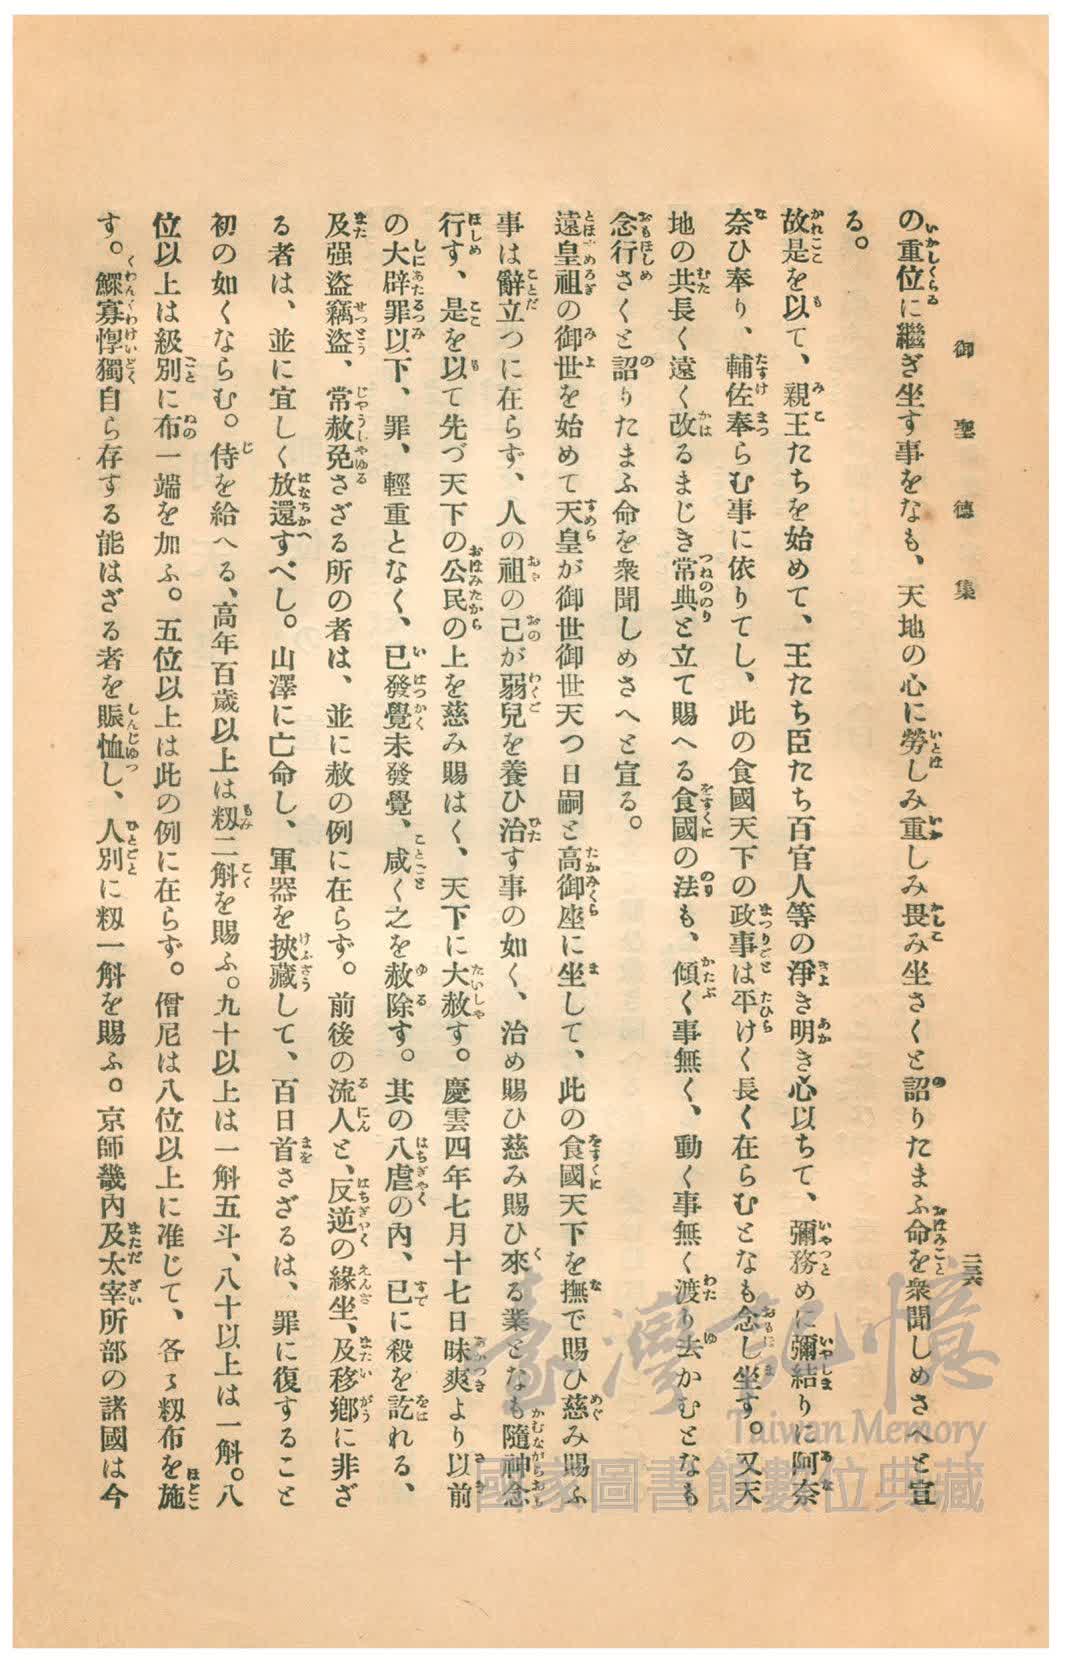 御聖德集
二三六
の重位に繼ぎ坐す事をなも、天地の心に勞しみ重しみ畏み坐さくと詔りたまふ命を衆聞しめさへと宣
る。
故是を以て、親王たちを始めて、王たち臣たち百官人等の淨き明き心以ちて、彌務めに彌結りに阿奈
奈ひ奉り、輔佐奉らむ事に依りてし、此の食國天下の政事は平けく長く在らむとなも念し坐す。又天
地の共長く遠く改るまじき常典と立て賜へる食國の法も、傾く事無く、動く事無く渡り去かむとなも
念行さくと詔りたまふ命を衆聞しめさへと宣る。
遠皇祖の御世を始めて天皇が御世御世天つ日嗣と高御座に坐して、此の食國天下を撫で賜ひ慈み賜ふ
事は辭立つに在らず、人の祖の己が弱兒を養ひ治す事の如く、治め賜ひ慈み賜ひ來る業となも隨神念
行す、是を以て先づ天下の公民の上を慈み賜はく、天下に大赦す。慶雲四年七月十七日昧爽より以前
の大辟罪以下、罪、輕重となく、已發覺未發覺、咸く之を赦除す。其の八虐の內、已に殺を訖れる、
及强盜竊盜、常赦免さざる所の者は、並に赦の例に在らず。前後の流人と、反逆の緣坐、及移鄉に非ざ
る者は、並に宜しく放還すべし。山澤に亡命し、軍器を挾藏して、百日首さざるは、罪に復すること
初の如くならむ。侍を給へる、高年百歲以上は籾二斛を賜ふ。九十以上は一斛五斗、八十以上は一斛。八
位以上は級別に布一端を加ふ。五位以上は此の例に在らず。僧尼は八位以上に准じて、各〻籾布を施
す。鰥寡惸獨自ら存する能はざる者を賑恤し、人別に籾一斛を賜ふ。京師畿內及太宰所部の諸國は今
臺灣記憶
Taiwan Memory
國家圖書館數位典藏